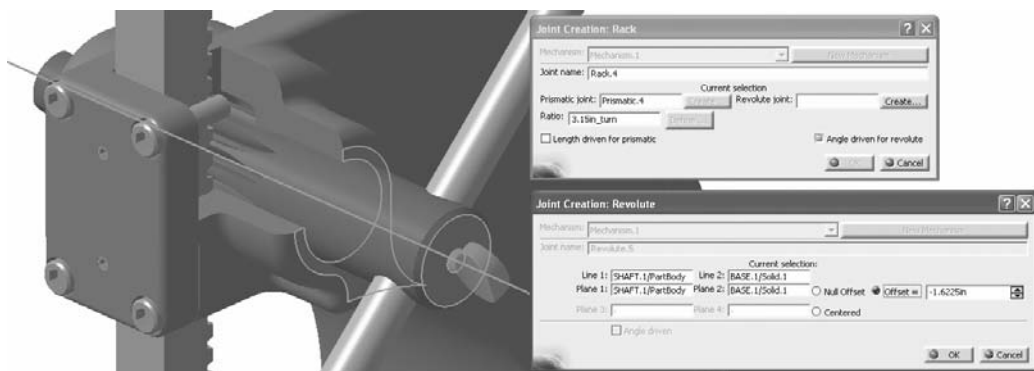 Joint Creation: Rack
Mechanism: Mechanism.1 New Mechanism
Joint name: Rack.4
Current selection
Prismatic joint: Prismatic.4 Create... Revolute joint: Create...
Ratio: 3.15in_turn Define...
Length driven for prismatic Angle driven for revolute
OK Cancel
Joint Creation: Revolute
Mechanism: Mechanism.1 New Mechanism
Joint name: Revolute.5
Current selection:
Line 1: SHAFT.1/PartBody Line 2: BASE.1/Solid.1
Plane 1: SHAFT.1/PartBody Plane 2: BASE.1/Solid.1 Null Offset Offset = -1.6225in
Plane 3: Plane 4: Centered
Angle driven
OK Cancel